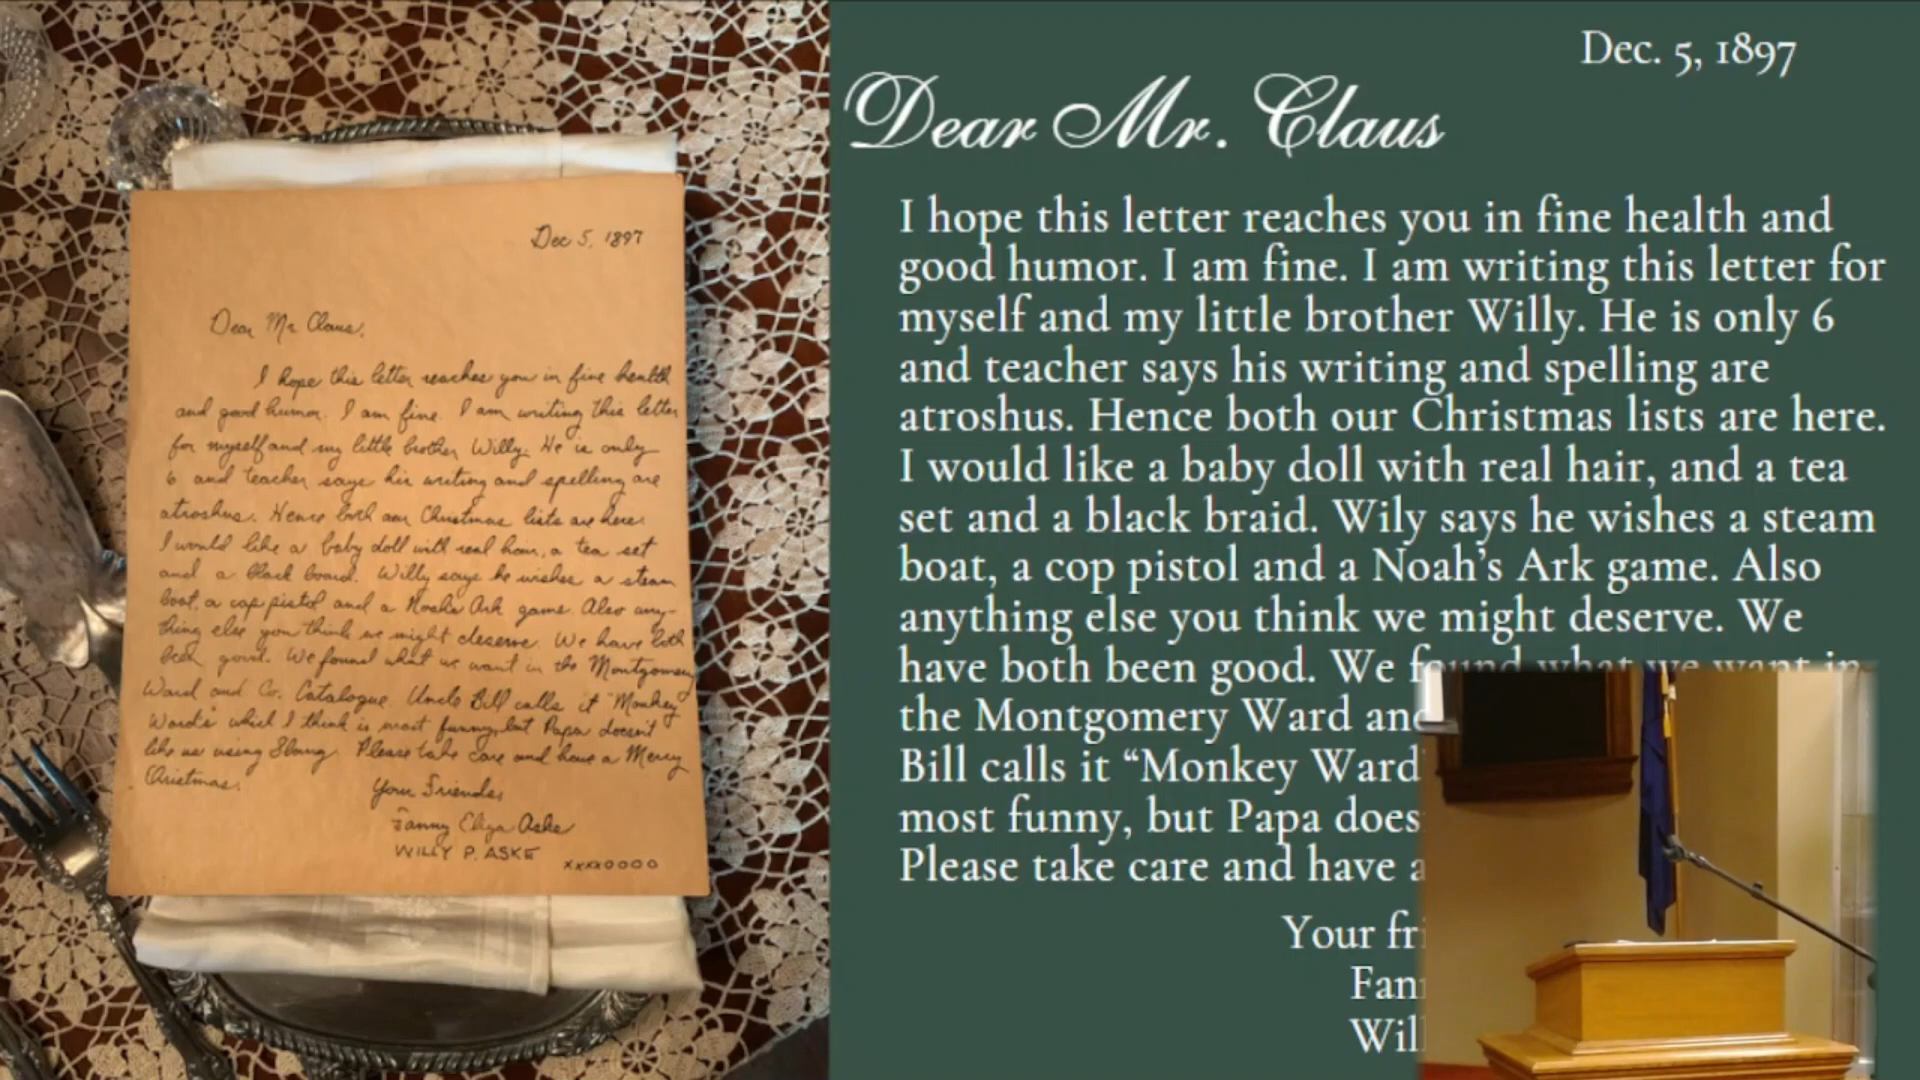 Dec 5, 1897
Dear Mr Claus,
I hope this letter reaches you in fine health
and good humor. I am fine. I am writing this letter
for myself and my little brother Willy. He is only
6 and teacher says his writing and spelling are
atroshus. Hence both our Christmas lists are here.
I would like a baby doll with real hair, a tea set
and a black board. Willy says he wishes a steam
boat, a cap pistol and a Noahs Ark game. Also any-
thing else you think we might deserve. We have both
been good. We found what we want in the Montgomery
Ward and Co. Catalogue. Uncle Bill calls it "Monkey
Wards" which I think is most funny, but Papa doesn't
like us using Slang. Please take care and have a Merry
Christmas.
Your Friends,
Fanny Eliza Aske
WILLY P. ASKE
xxxxoooo
Dec. 5, 1897
Dear Mr. Claus
I hope this letter reaches you in fine health and
good humor. I am fine. I am writing this letter for
myself and my little brother Willy. He is only 6
and teacher says his writing and spelling are
atroshus. Hence both our Christmas lists are here.
I would like a baby doll with real hair, and a tea
set and a black braid. Wily says he wishes a steam
boat, a cop pistol and a Noah’s Ark game. Also
anything else you think we might deserve. We
have both been good. We found what we want in
the Montgomery Ward and
Bill calls it “Monkey Ward
most funny, but Papa does
Please take care and have a
Your fri
Fan
Wil